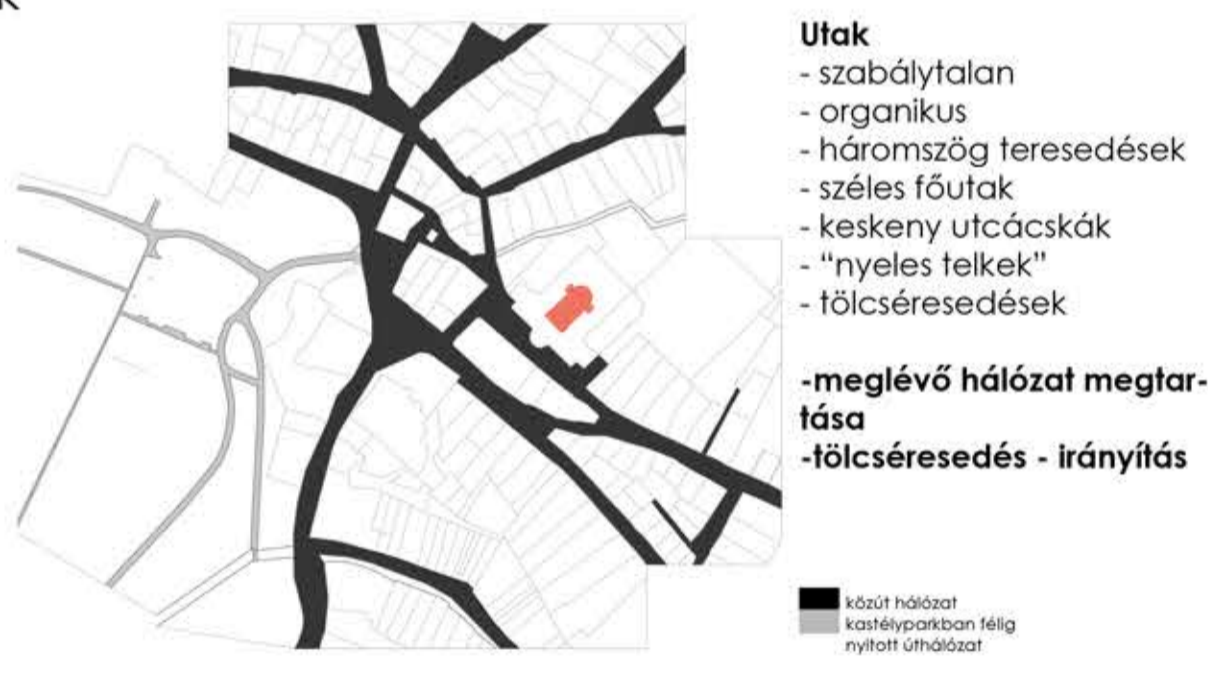 K
Utak
- szabálytalan
- organikus
- háromszög teresedések
- széles főutak
- keskeny utcácskák
- “nyeles telkek”
- tölcséresedések
-meglévő hálózat megtar-
tása
-tölcséresedés - irányítás
közút hálózat
kastélyparkban félig
nyitott úthálózat